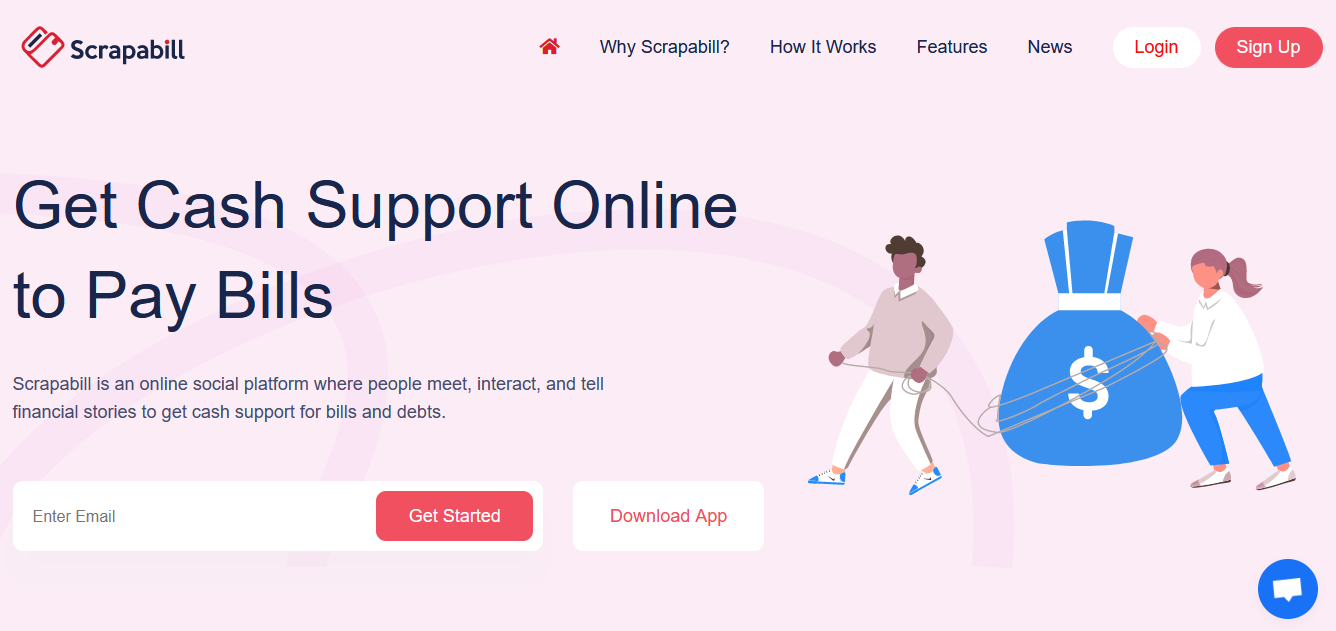 Scrapabill
Why Scrapabill?
How It Works
Features
News
Login
Sign Up
Get Cash Support Online
to Pay Bills
Scrapabill is an online social platform where people meet, interact, and tell
financial stories to get cash support for bills and debts.
Enter Email
Get Started
Download App
$